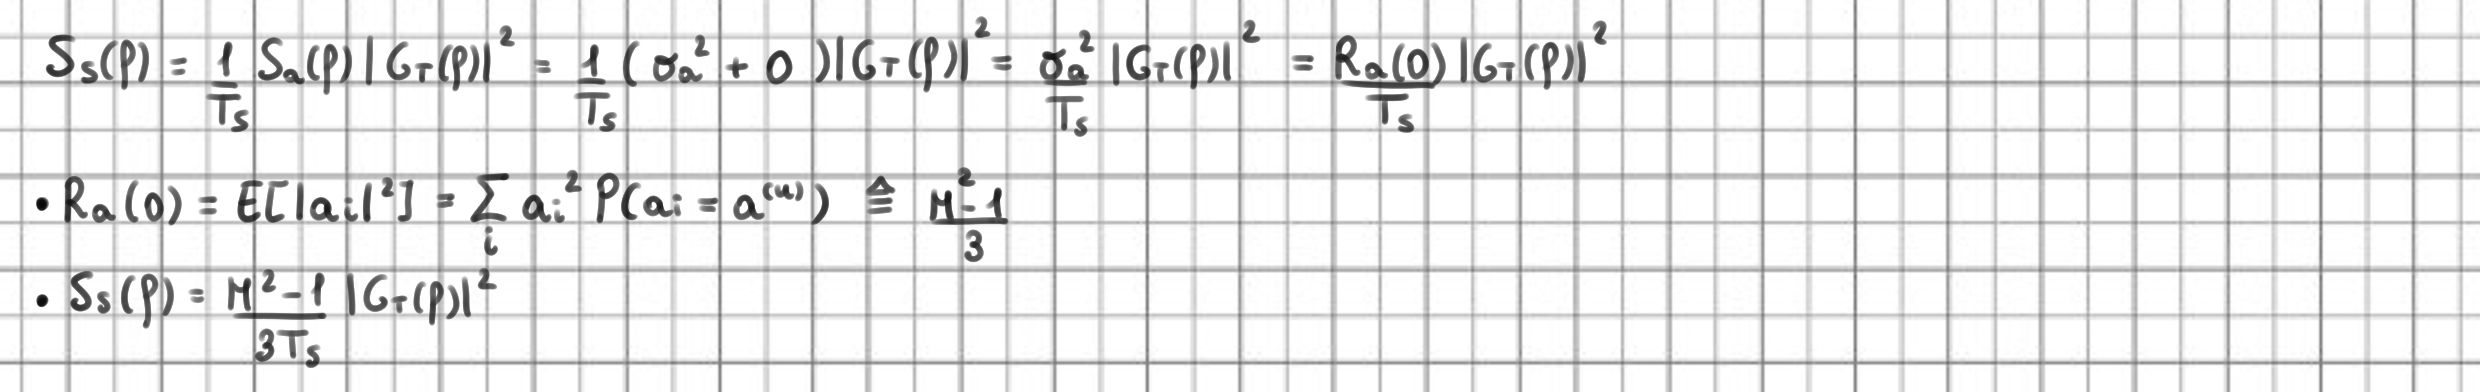 Ss(f) = 1/Ts Sa(f) |GT(f)|² = 1/Ts (σa² + 0) |GT(f)|² = σa²/Ts |GT(f)|² = Ra(0)/Ts |GT(f)|²
• Ra(0) = E[|ai|²] = Σi ai² P(ai = a⁽ᵏ⁾) ≜ M²-1/3
• Ss(f) = M²-1/3Ts |GT(f)|²